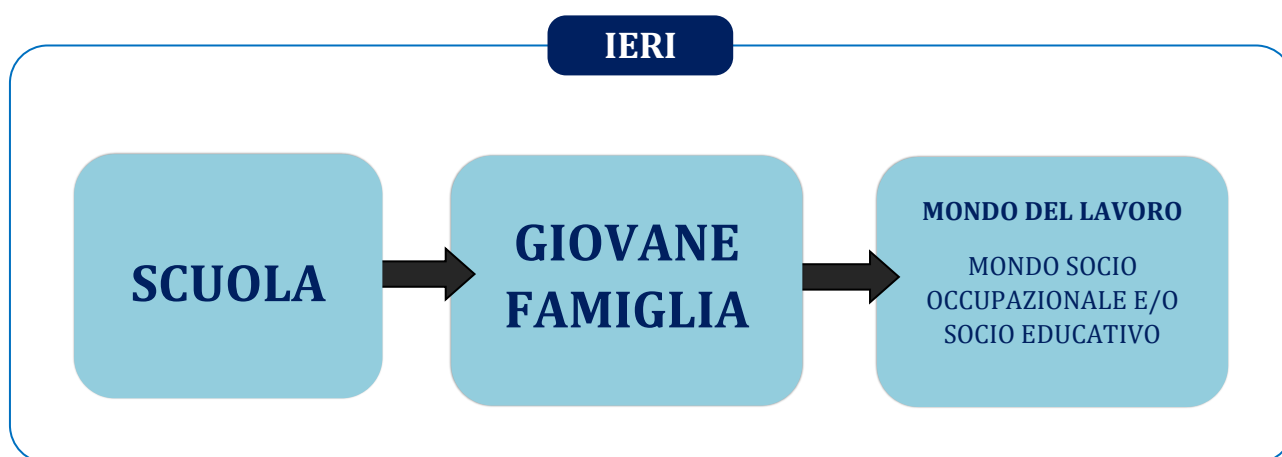 IERI
SCUOLA
GIOVANE
FAMIGLIA
MONDO DEL LAVORO
MONDO SOCIO
OCCUPAZIONALE E/O
SOCIO EDUCATIVO